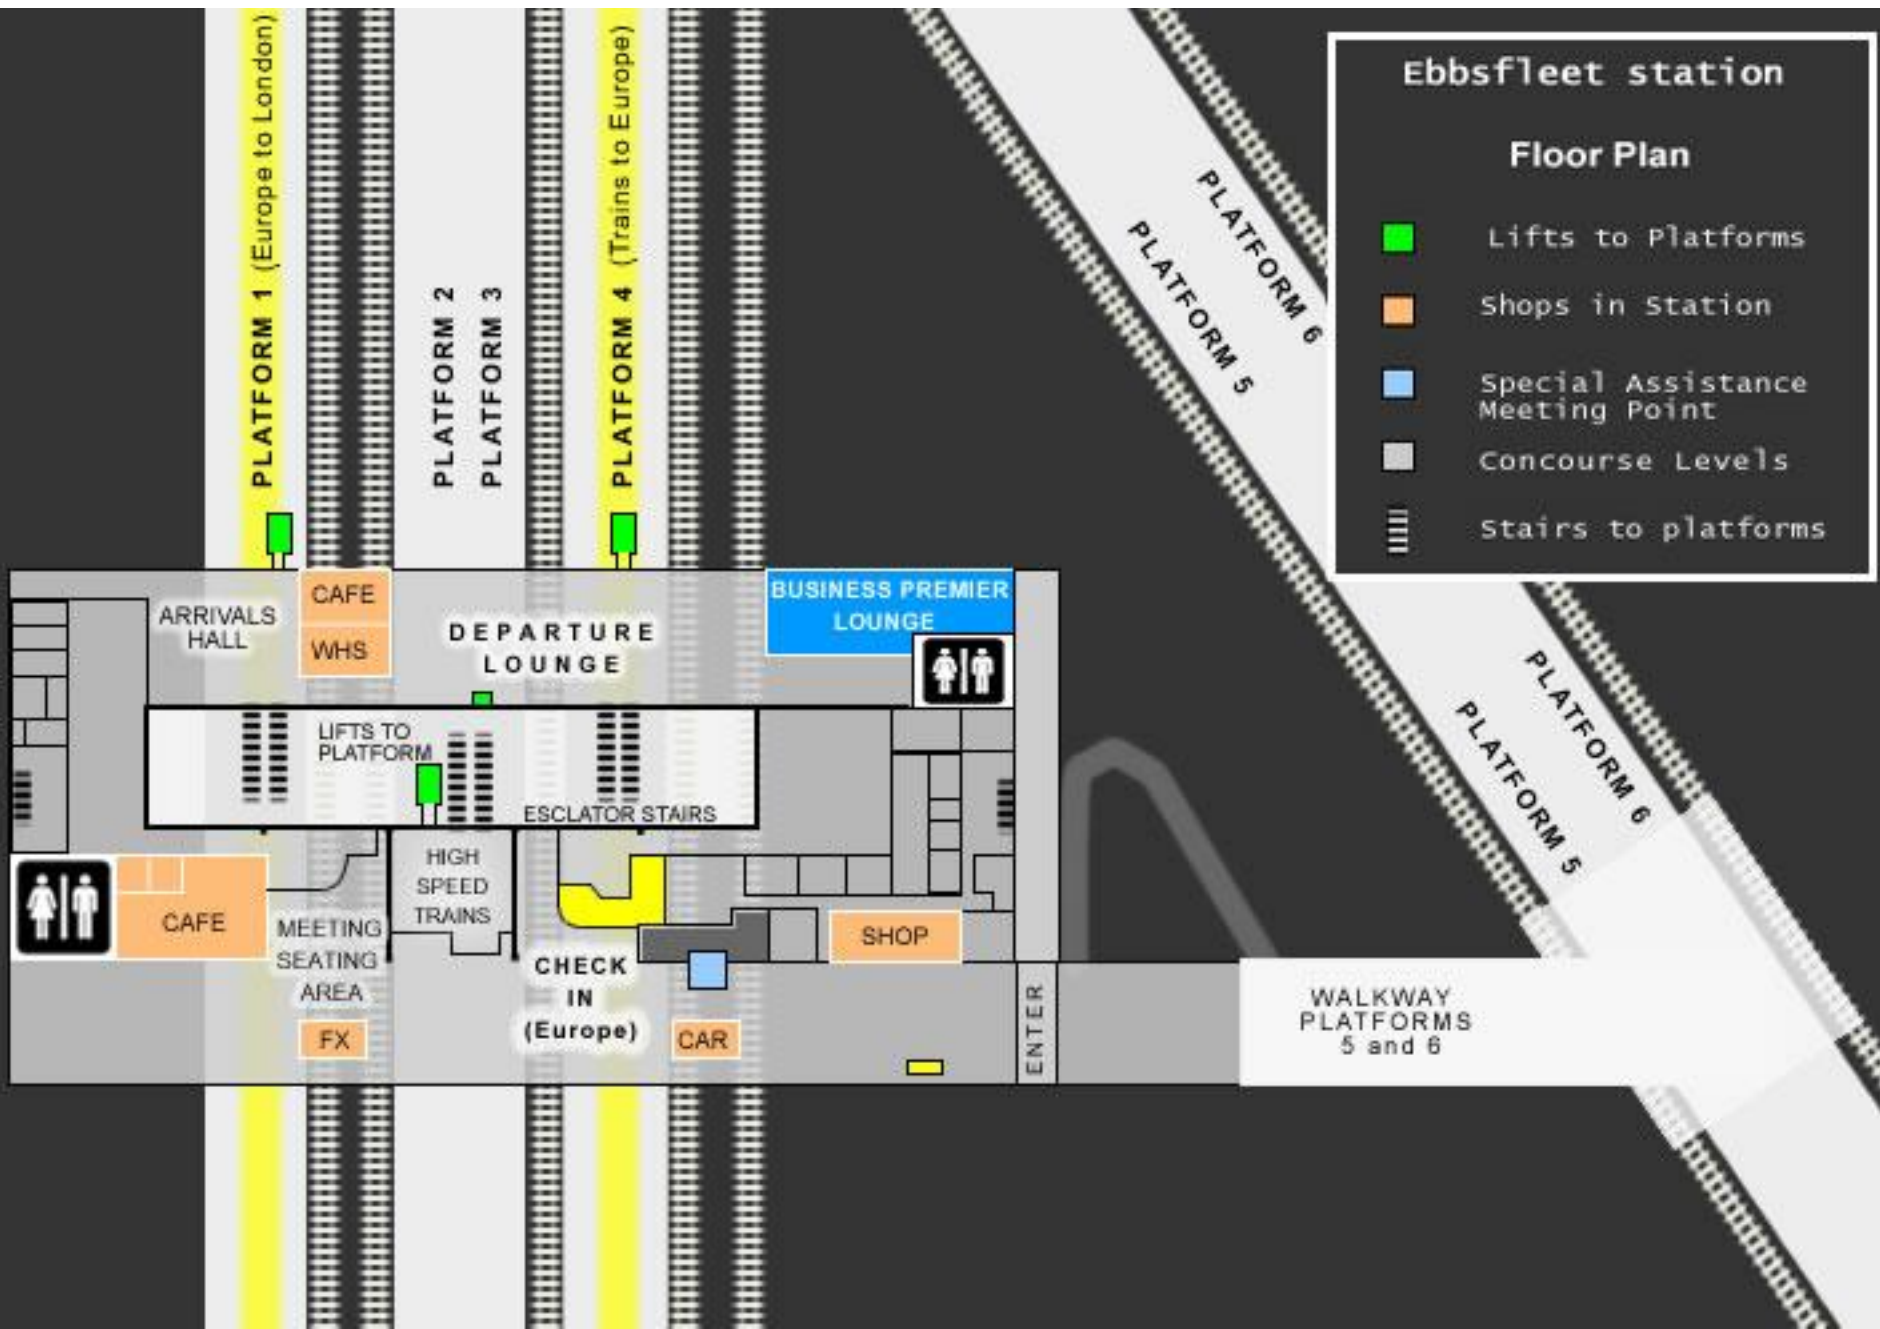 PLATFORM 1 (Europe to London)
PLATFORM 2
PLATFORM 3
PLATFORM 4 (Trains to Europe)
PLATFORM 5
PLATFORM 6
Ebbsfleet station
Floor Plan
Lifts to Platforms
Shops in Station
Special Assistance
Meeting Point
Concourse Levels
Stairs to platforms
ARRIVALS
HALL
CAFE
WHS
DEPARTURE
LOUNGE
BUSINESS PREMIER
LOUNGE
LIFTS TO
PLATFORM
ESCLATOR STAIRS
PLATFORM 5
PLATFORM 6
CAFE
MEETING
SEATING
AREA
FX
HIGH
SPEED
TRAINS
CHECK
IN
(Europe)
CAR
SHOP
ENTER
WALKWAY
PLATFORMS
5 and 6